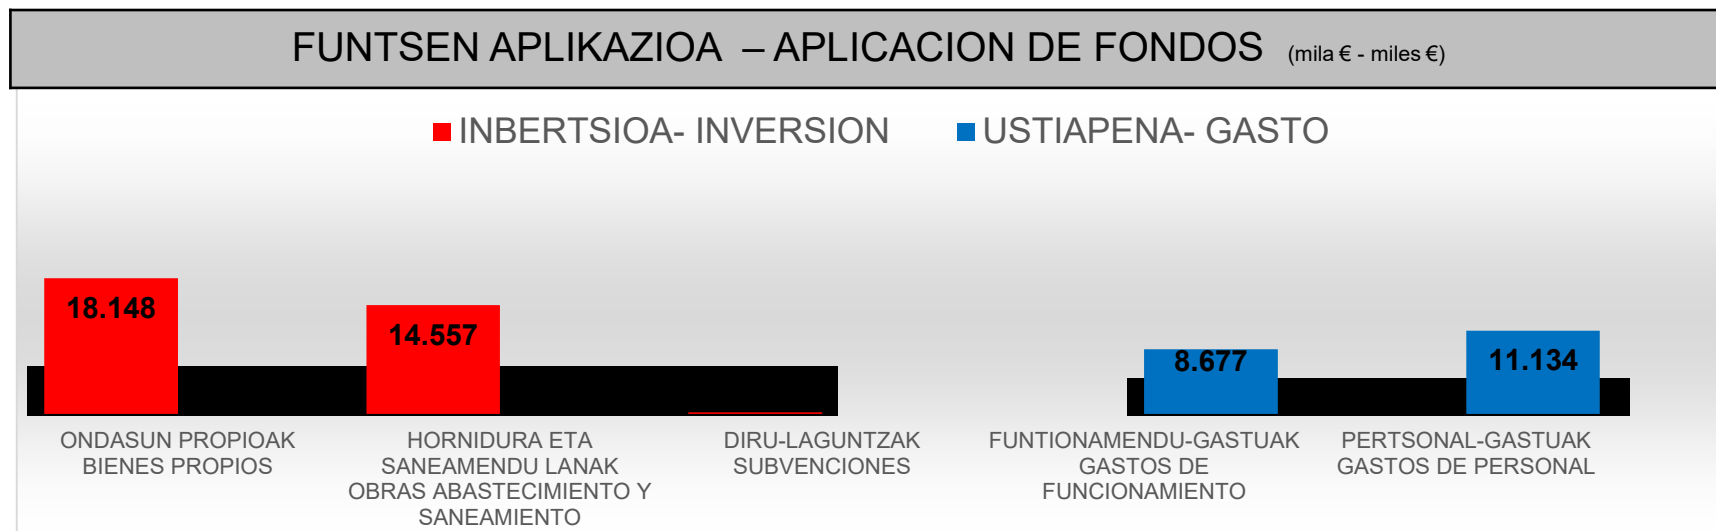 FUNTSEN APLIKAZIOA – APLICACION DE FONDOS (mila € - miles €)
INBERTSIOA- INVERSION USTIAPENA- GASTO
18.148
14.557
8.677
11.134
ONDASUN PROPIOAK
BIENES PROPIOS
HORNIDURA ETA
SANEAMENDU LANAK
OBRAS ABASTECIMIENTO Y
SANEAMIENTO
DIRU-LAGUNTZAK
SUBVENCIONES
FUNTIONAMENDU-GASTUAK
GASTOS DE
FUNCIONAMIENTO
PERTSONAL-GASTUAK
GASTOS DE PERSONAL